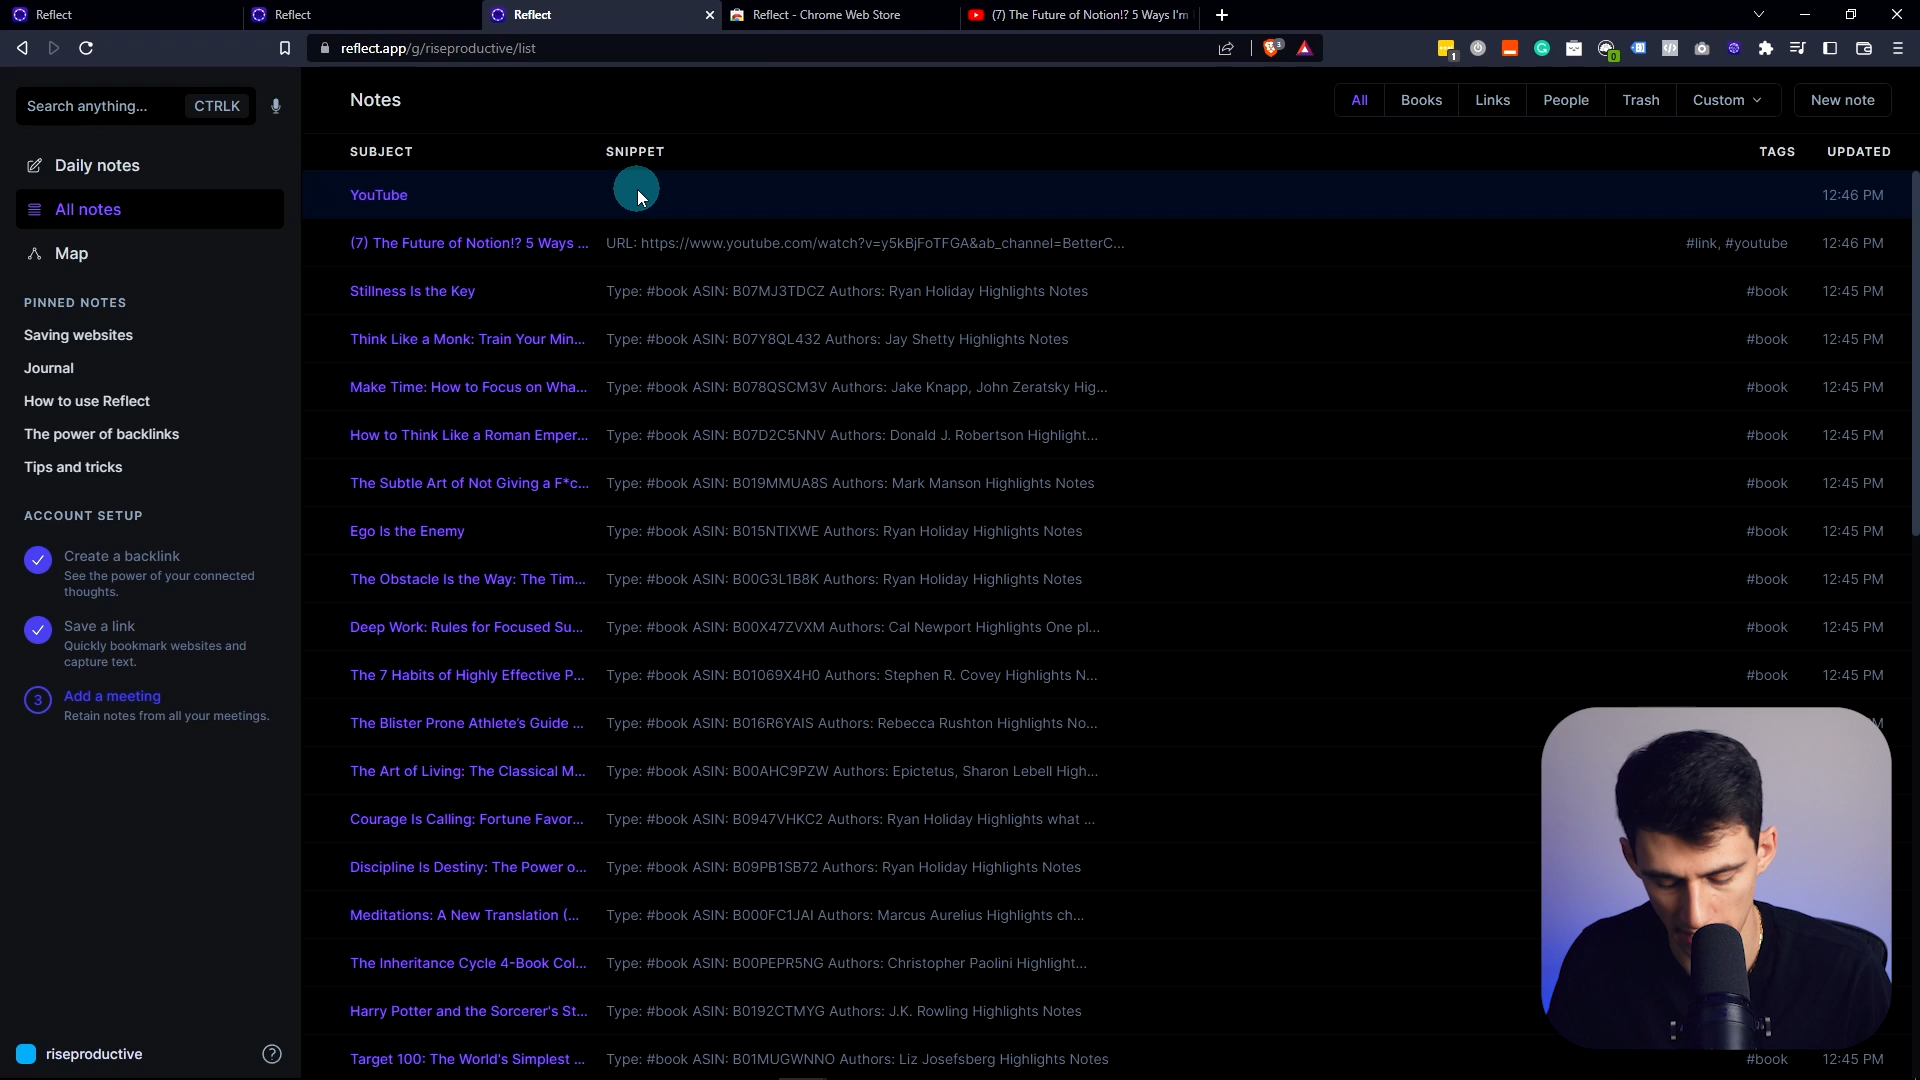 Reflect
Reflect
Reflect
Reflect - Chrome Web Store
(7) The Future of Notion!? 5 Ways I'm
reflect.app/g/riseproductive/list
3
1
0
Search anything...
CTRLK
Daily notes
All notes
Map
PINNED NOTES
Saving websites
Journal
How to use Reflect
The power of backlinks
Tips and tricks
ACCOUNT SETUP
Create a backlink
See the power of your connected
thoughts.
Save a link
Quickly bookmark websites and
capture text.
3
Add a meeting
Retain notes from all your meetings.
riseproductive
Notes
All
Books
Links
People
Trash
Custom
New note
SUBJECT SNIPPET TAGS UPDATED
YouTube 12:46 PM
(7) The Future of Notion!? 5 Ways ... URL: https://www.youtube.com/watch?v=y5kBjFoTFGA&ab_channel=BetterC... #link, #youtube 12:46 PM
Stillness Is the Key Type: #book ASIN: B07MJ3TDCZ Authors: Ryan Holiday Highlights Notes #book 12:45 PM
Think Like a Monk: Train Your Min... Type: #book ASIN: B07Y8QL432 Authors: Jay Shetty Highlights Notes #book 12:45 PM
Make Time: How to Focus on Wha... Type: #book ASIN: B078QSCM3V Authors: Jake Knapp, John Zeratsky Hig... #book 12:45 PM
How to Think Like a Roman Emper... Type: #book ASIN: B07D2C5NNV Authors: Donald J. Robertson Highlight... #book 12:45 PM
The Subtle Art of Not Giving a F*c... Type: #book ASIN: B019MMUA8S Authors: Mark Manson Highlights Notes #book 12:45 PM
Ego Is the Enemy Type: #book ASIN: B015NTIXWE Authors: Ryan Holiday Highlights Notes #book 12:45 PM
The Obstacle Is the Way: The Tim... Type: #book ASIN: B00G3L1B8K Authors: Ryan Holiday Highlights Notes #book 12:45 PM
Deep Work: Rules for Focused Su... Type: #book ASIN: B00X47ZVXM Authors: Cal Newport Highlights One pl... #book 12:45 PM
The 7 Habits of Highly Effective P... Type: #book ASIN: B01069X4H0 Authors: Stephen R. Covey Highlights N... #book 12:45 PM
The Blister Prone Athlete's Guide ... Type: #book ASIN: B016R6YAIS Authors: Rebecca Rushton Highlights No...
The Art of Living: The Classical M... Type: #book ASIN: B00AHC9PZW Authors: Epictetus, Sharon Lebell High...
Courage Is Calling: Fortune Favor... Type: #book ASIN: B0947VHKC2 Authors: Ryan Holiday Highlights what ...
Discipline Is Destiny: The Power o... Type: #book ASIN: B09PB1SB72 Authors: Ryan Holiday Highlights Notes
Meditations: A New Translation (... Type: #book ASIN: B000FC1JAI Authors: Marcus Aurelius Highlights ch...
The Inheritance Cycle 4-Book Col... Type: #book ASIN: B00PEPR5NG Authors: Christopher Paolini Highlight...
Harry Potter and the Sorcerer's St... Type: #book ASIN: B0192CTMYG Authors: J.K. Rowling Highlights Notes
Target 100: The World's Simplest ... Type: #book ASIN: B01MUGWNNO Authors: Liz Josefsberg Highlights Notes #book 12:45 PM